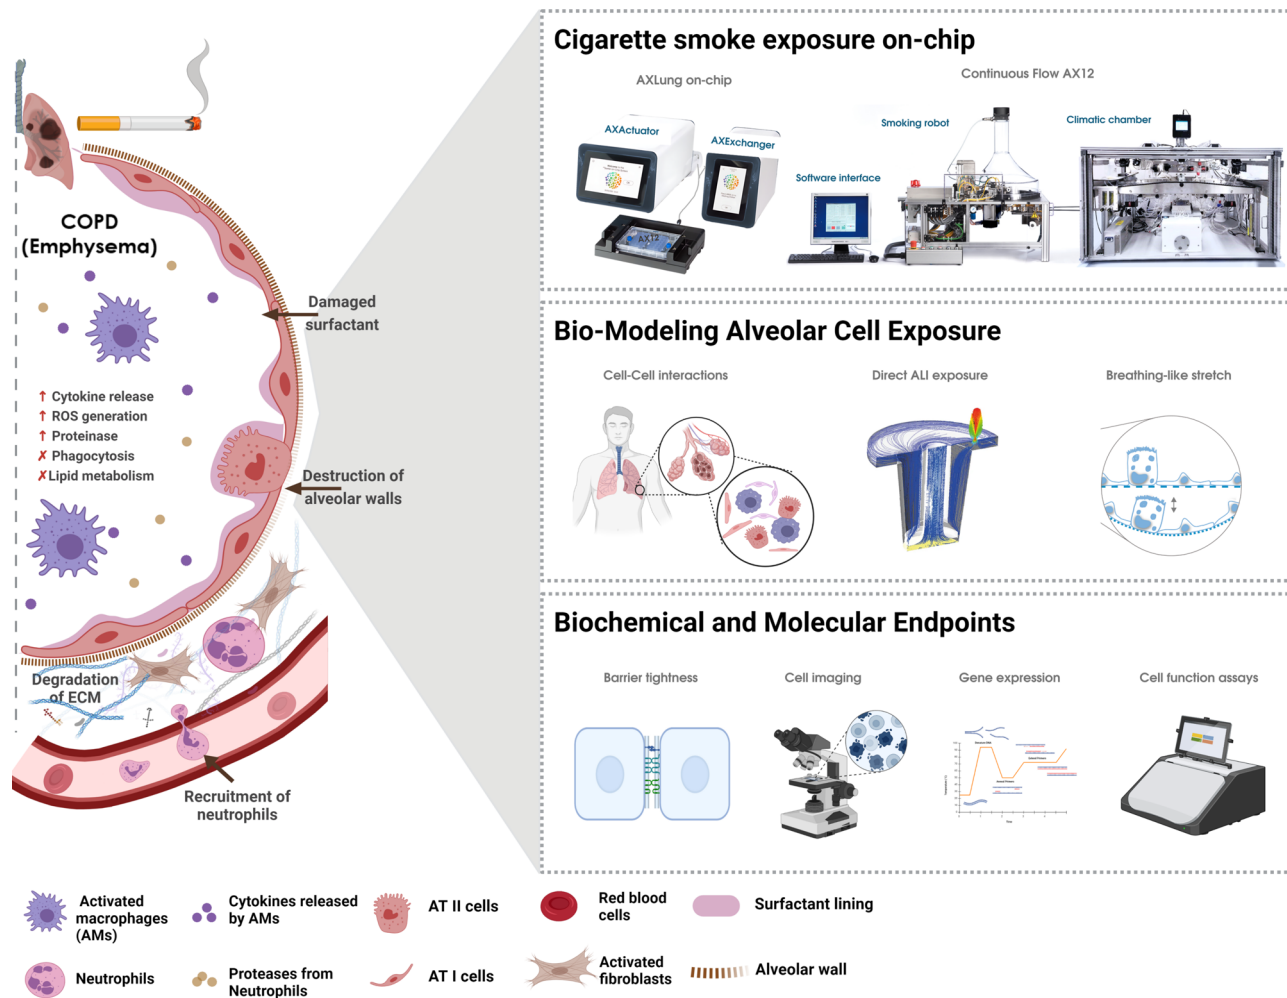 Cigarette smoke exposure on-chip
AXLung on-chip
Continuous Flow AX12
AXActuator
AXExchanger
Smoking robot
Climatic chamber
Software interface
AX12
COPD
(Emphysema)
Damaged
surfactant
↑ Cytokine release
↑ ROS generation
↑ Proteinase
✗ Phagocytosis
✗ Lipid metabolism
Destruction of
alveolar walls
Degradation
of ECM
Recruitment of
neutrophils
Bio-Modeling Alveolar Cell Exposure
Cell-Cell interactions
Direct ALI exposure
Breathing-like stretch
Biochemical and Molecular Endpoints
Barrier tightness
Cell imaging
Gene expression
Cell function assays
Activated
macrophages
(AMs)
Cytokines released
by AMs
AT II cells
Red blood
cells
Surfactant lining
Neutrophils
Proteases from
Neutrophils
AT I cells
Activated
fibroblasts
Alveolar wall